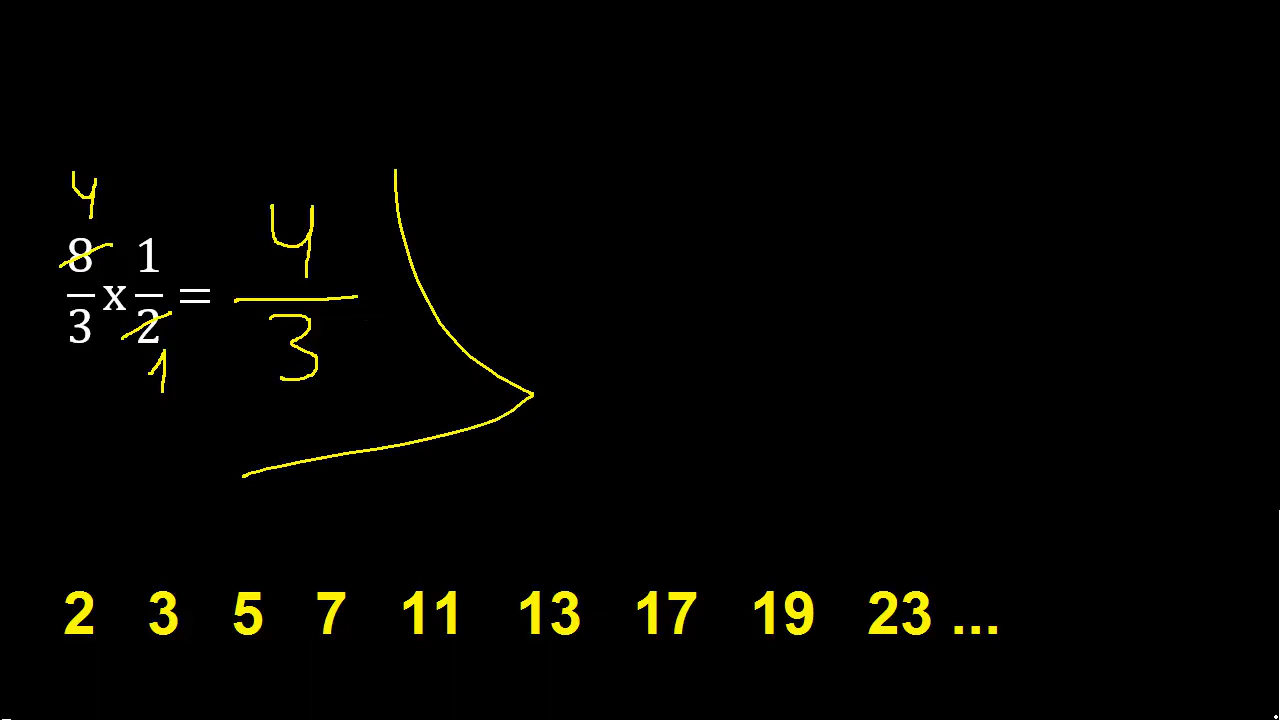 4
8/3 x 1/2 = 4/3
1
2 3 5 7 11 13 17 19 23 ...